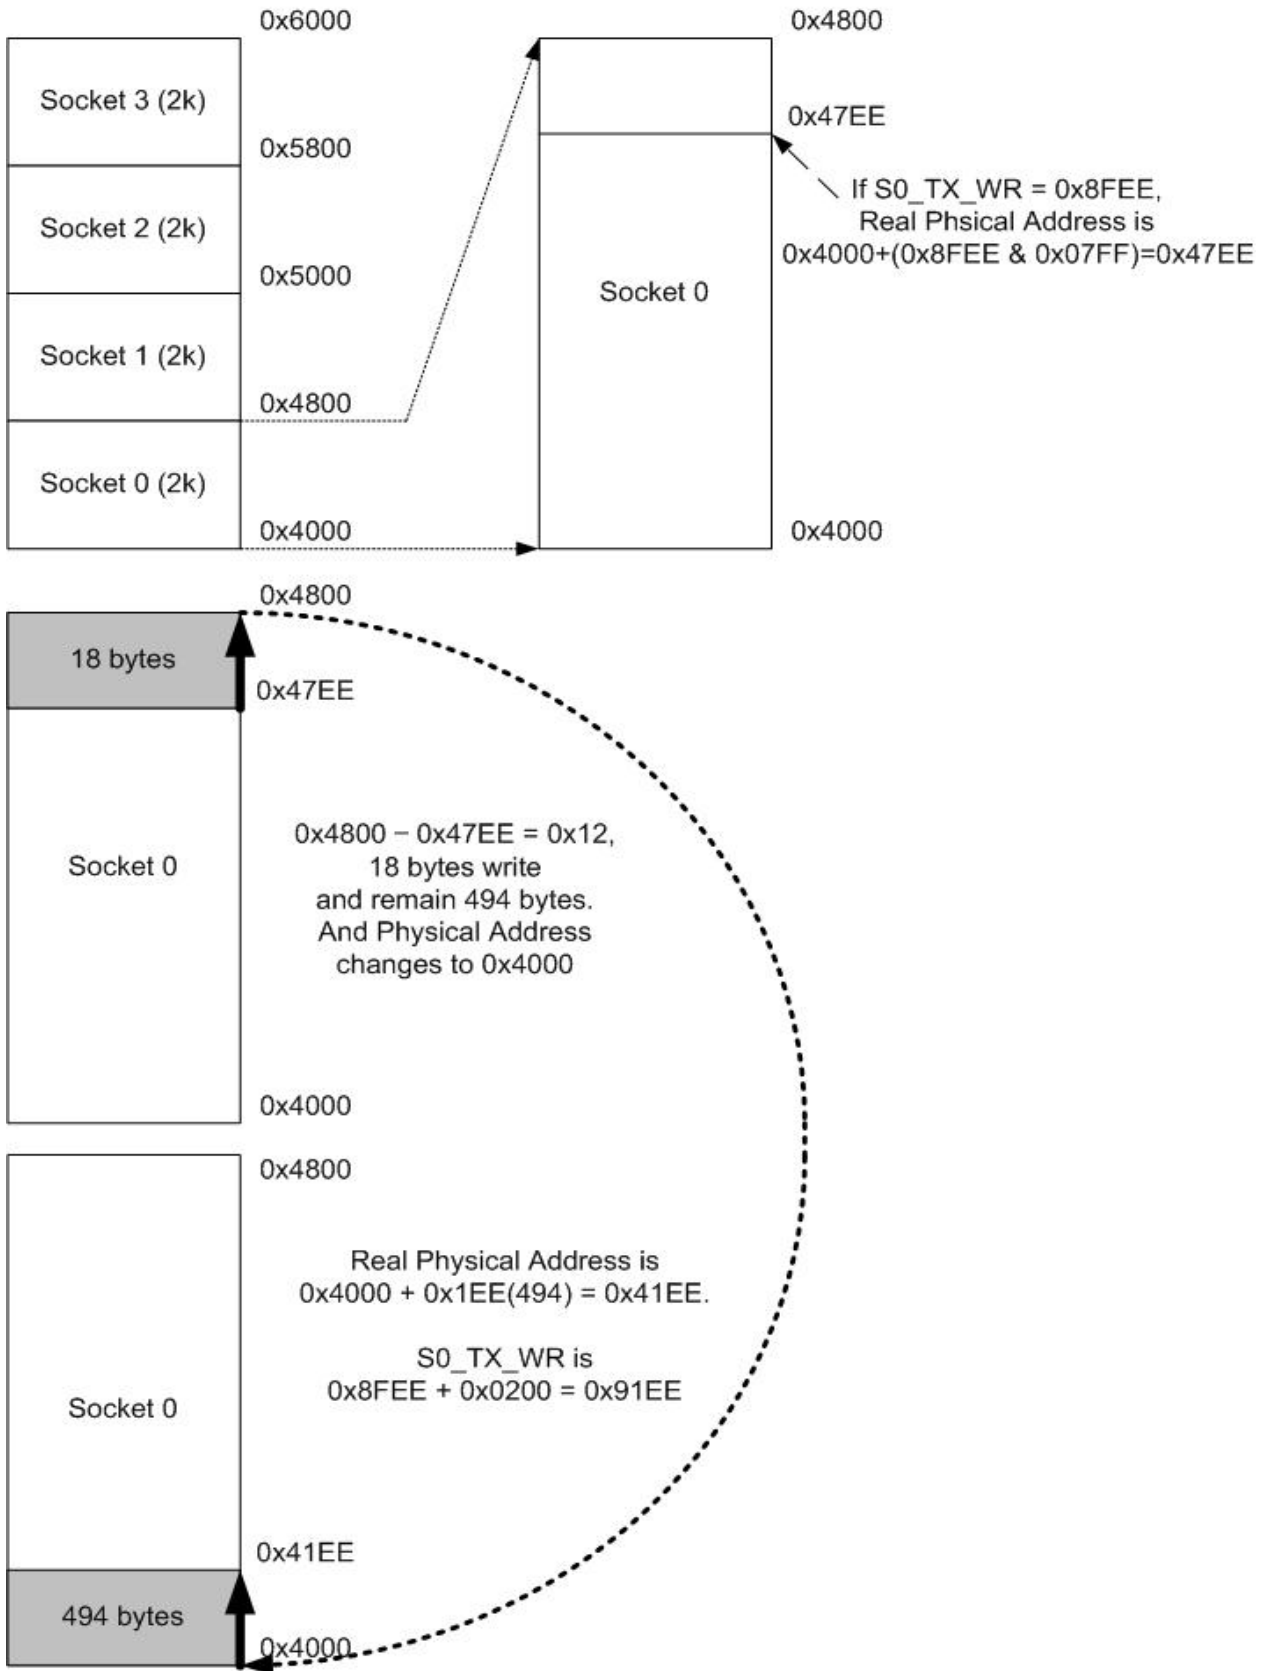 0x6000
Socket 3 (2k)
0x5800
Socket 2 (2k)
0x5000
Socket 1 (2k)
0x4800
Socket 0 (2k)
0x4000
0x4800
0x47EE
If S0_TX_WR = 0x8FEE,
Real Phsical Address is
0x4000+(0x8FEE & 0x07FF)=0x47EE
Socket 0
0x4000
0x4800
18 bytes
0x47EE
Socket 0
0x4800 − 0x47EE = 0x12,
18 bytes write
and remain 494 bytes.
And Physical Address
changes to 0x4000
0x4000
0x4800
Real Physical Address is
0x4000 + 0x1EE(494) = 0x41EE.
S0_TX_WR is
0x8FEE + 0x0200 = 0x91EE
Socket 0
0x41EE
494 bytes
0x4000